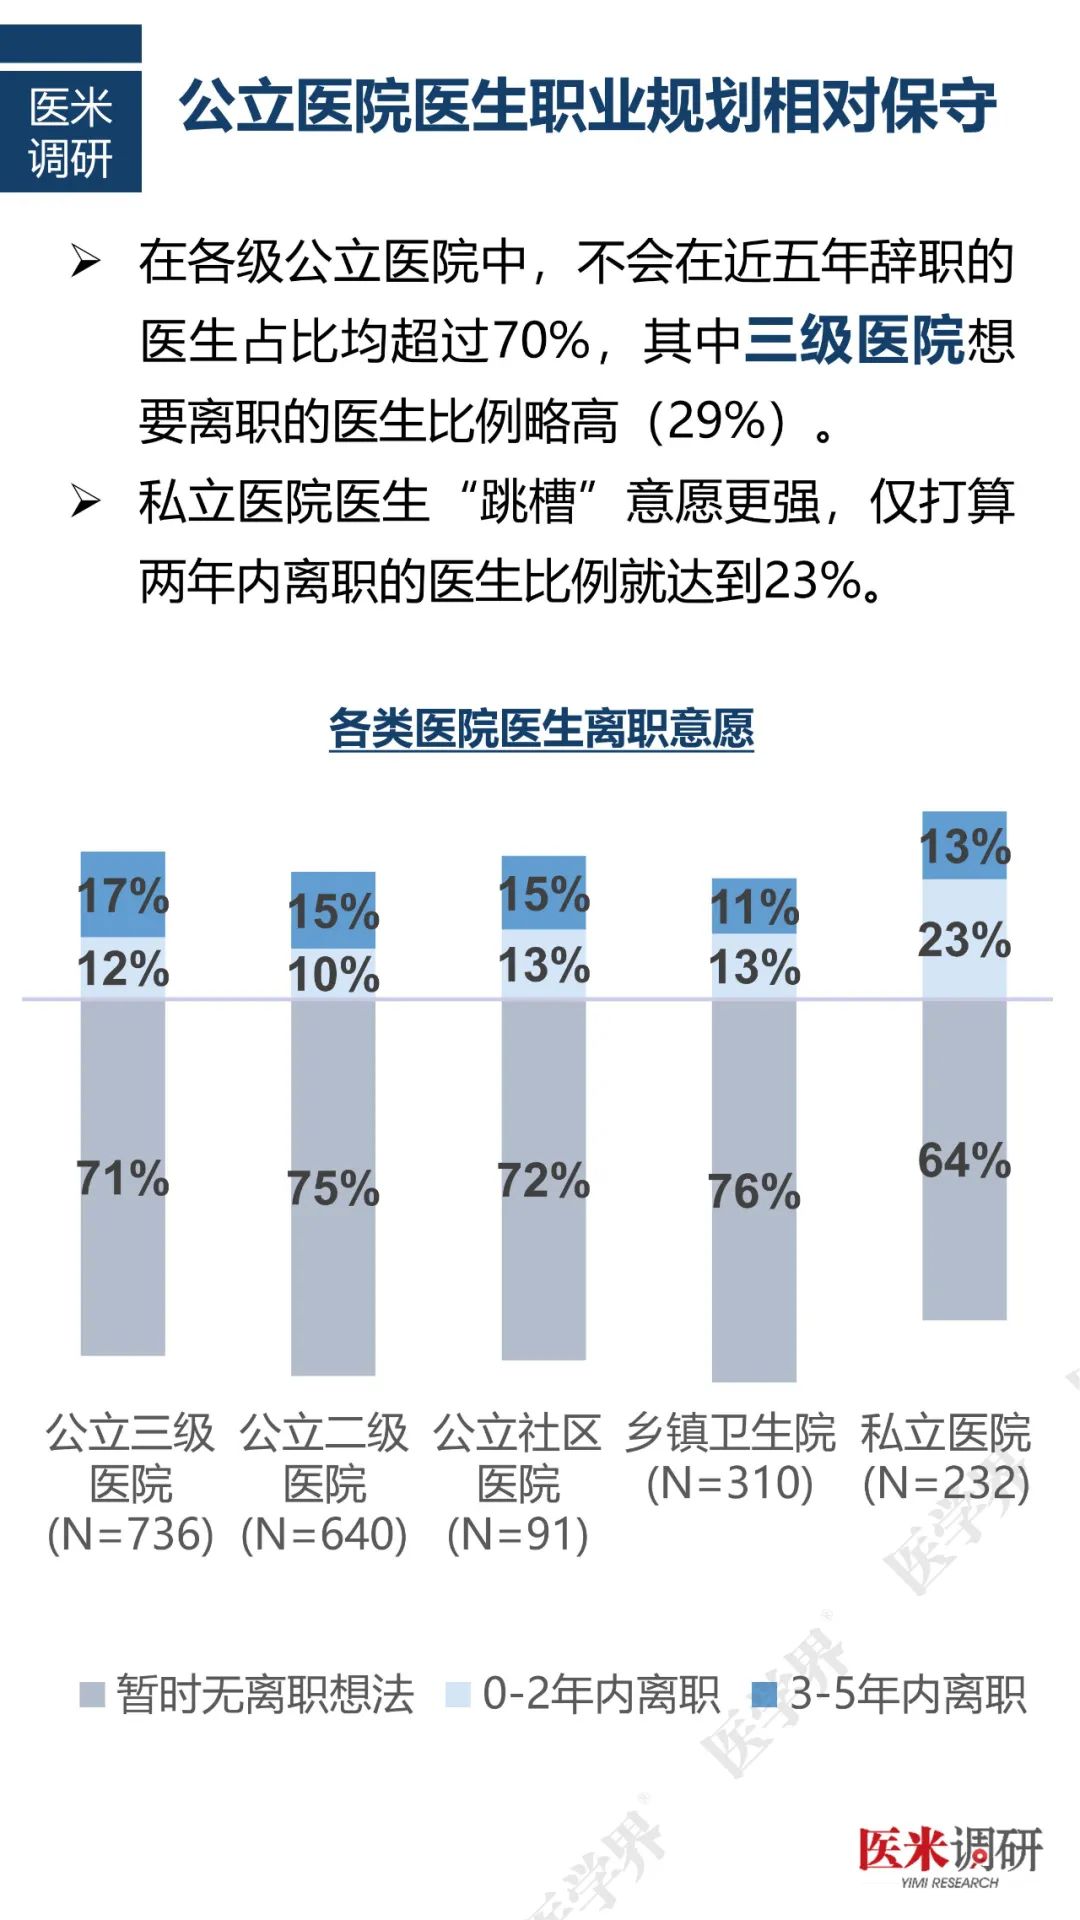 医米
调研
公立医院医生职业规划相对保守
➢ 在各级公立医院中，不会在近五年辞职的
医生占比均超过70%，其中三级医院想
要离职的医生比例略高（29%）。
➢ 私立医院医生“跳槽”意愿更强，仅打算
两年内离职的医生比例就达到23%。
各类医院医生离职意愿
17% 15% 15% 11% 13%
12% 10% 13% 13% 23%
71% 75% 72% 76% 64%
公立三级 公立二级 公立社区 乡镇卫生院 私立医院
医院 医院 医院 (N=310) (N=232)
(N=736) (N=640) (N=91)
暂时无离职想法 0-2年内离职 3-5年内离职
医学界®
医学界®
医学界
医米调研
YIMI RESEARCH